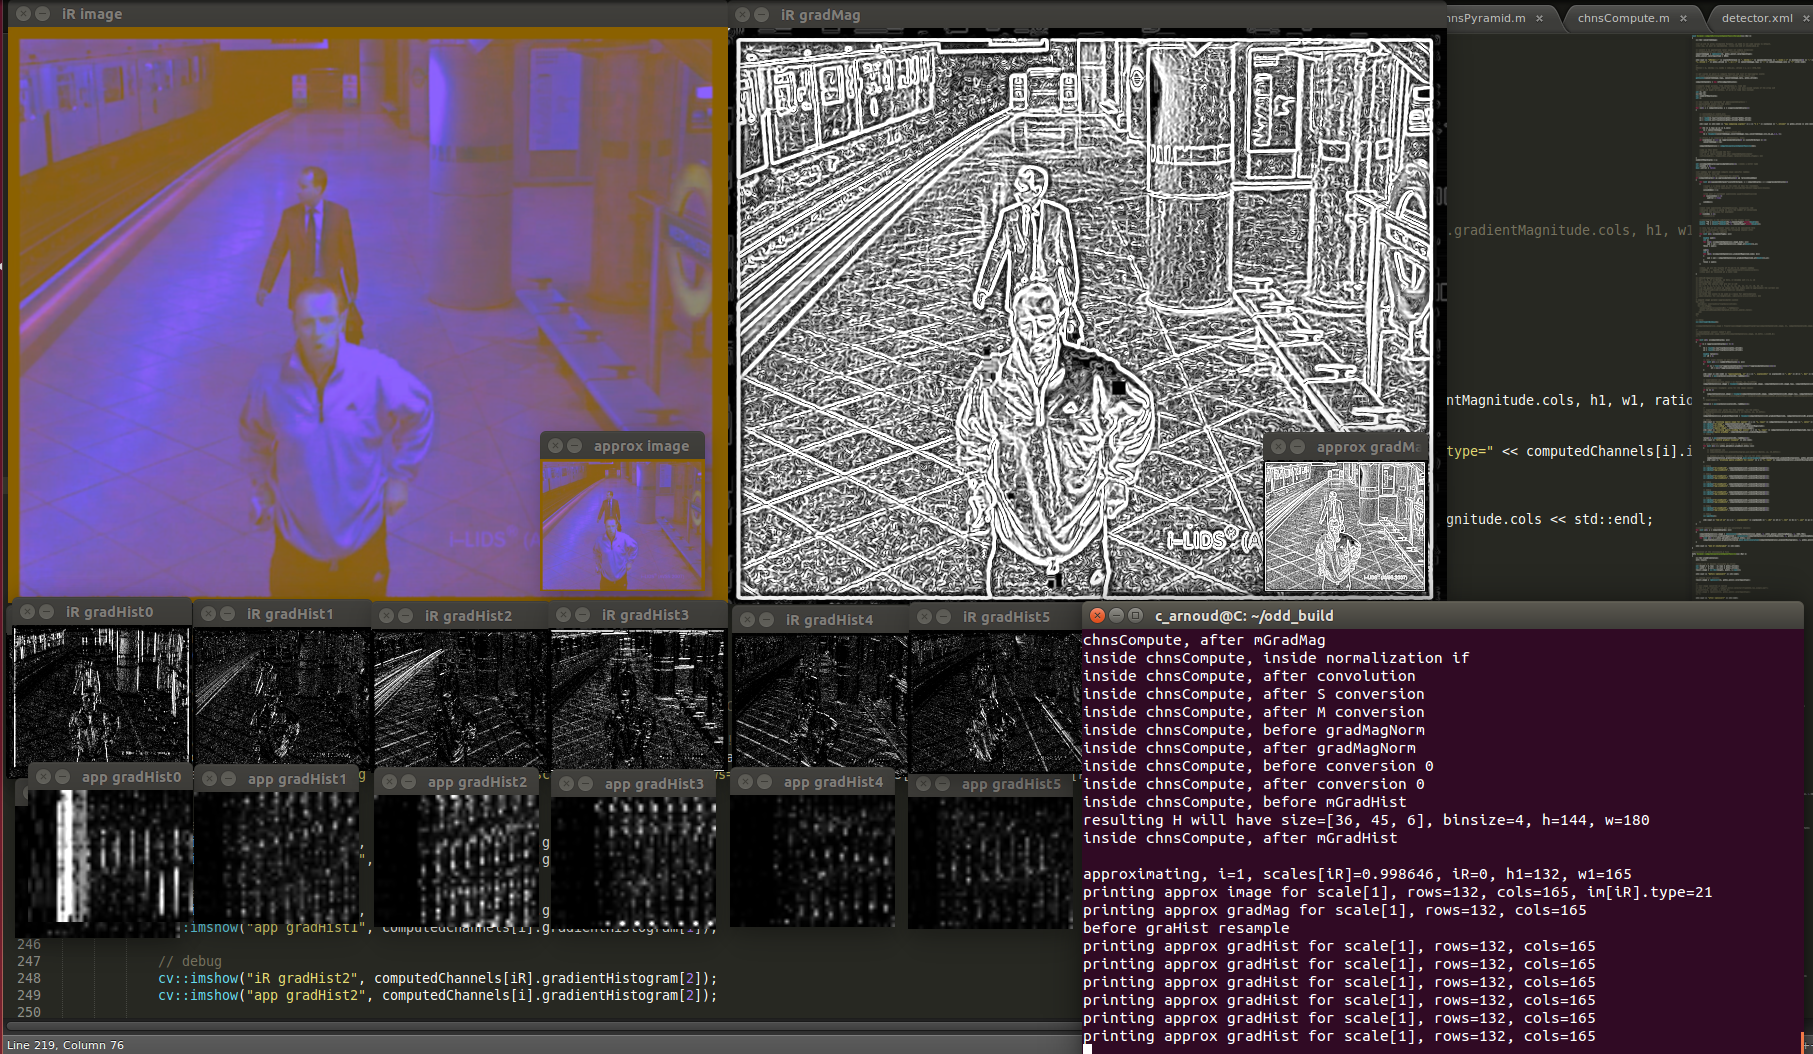 iR image
iR gradMag
chnsCompute.m
detector.xml
.gradientMagnitude.cols, h1, w1
ntMagnitude.cols, h1, w1, ratio
type=" << computedChannels[i].i
gnitude.cols << std::endl;
approx image
approx gradMa
i-LIDS® (A
i-LIDS® (A
iR gradHist0
iR gradHist1
iR gradHist2
iR gradHist3
iR gradHist4
iR gradHist5
app gradHist0
app gradHist1
app gradHist2
app gradHist3
app gradHist4
app gradHist5
c_arnoud@C: ~/odd_build
chnsCompute, after mGradMag
inside chnsCompute, inside normalization if
inside chnsCompute, after convolution
inside chnsCompute, after S conversion
inside chnsCompute, after M conversion
inside chnsCompute, before gradMagNorm
inside chnsCompute, after gradMagNorm
inside chnsCompute, before conversion 0
inside chnsCompute, after conversion 0
inside chnsCompute, before mGradHist
resulting H will have size=[36, 45, 6], binsize=4, h=144, w=180
inside chnsCompute, after mGradHist
approximating, i=1, scales[iR]=0.998646, iR=0, h1=132, w1=165
printing approx image for scale[1], rows=132, cols=165, im[iR].type=21
printing approx gradMag for scale[1], rows=132, cols=165
before graHist resample
printing approx gradHist for scale[1], rows=132, cols=165
printing approx gradHist for scale[1], rows=132, cols=165
printing approx gradHist for scale[1], rows=132, cols=165
printing approx gradHist for scale[1], rows=132, cols=165
printing approx gradHist for scale[1], rows=132, cols=165
printing approx gradHist for scale[1], rows=132, cols=165
::imshow("app gradHist1", computedChannels[i].gradientHistogram[1]);
246
247 // debug
248 cv::imshow("iR gradHist2", computedChannels[iR].gradientHistogram[2]);
249 cv::imshow("app gradHist2", computedChannels[i].gradientHistogram[2]);
250
Line 219, Column 76